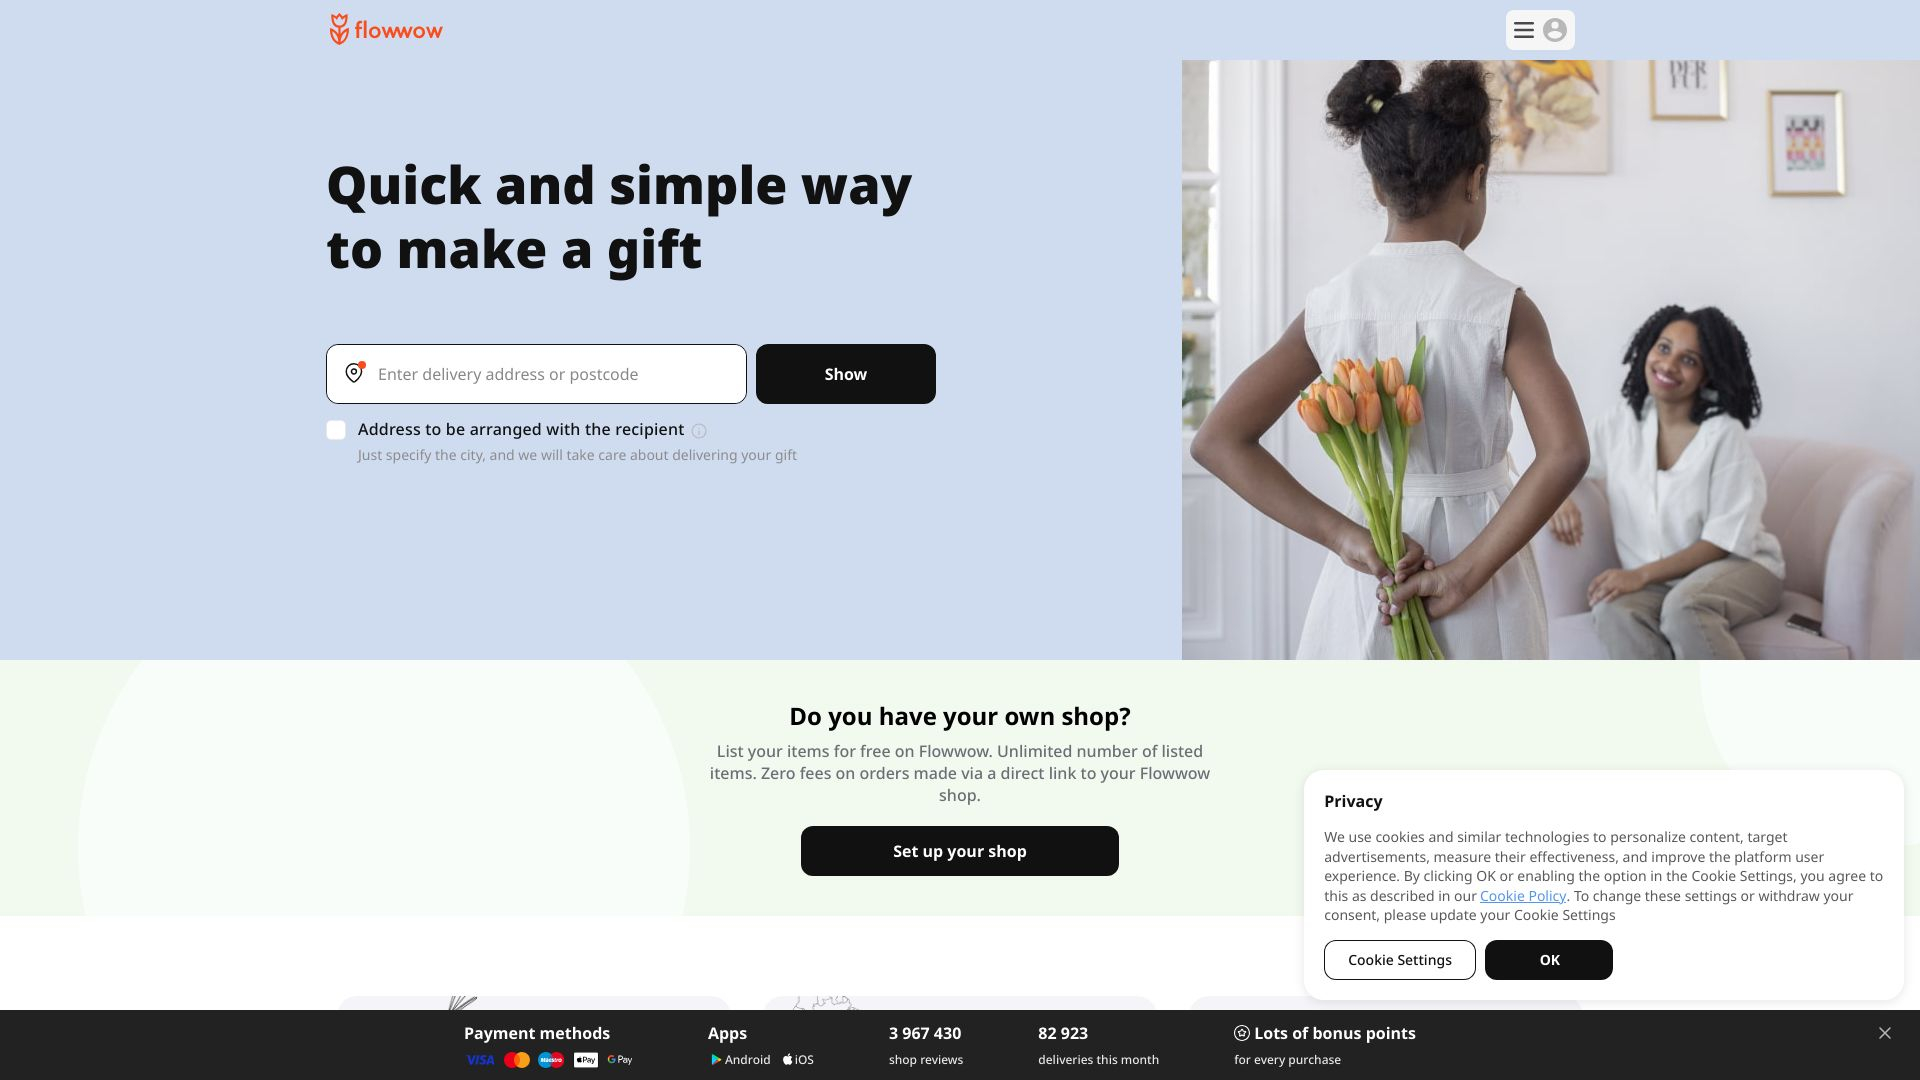 flowwow
DER
FUL
Quick and simple way
to make a gift
Enter delivery address or postcode
Show
Address to be arranged with the recipient
Just specify the city, and we will take care about delivering your gift
Do you have your own shop?
List your items for free on Flowwow. Unlimited number of listed
items. Zero fees on orders made via a direct link to your Flowwow
shop.
Set up your shop
Privacy
We use cookies and similar technologies to personalize content, target
advertisements, measure their effectiveness, and improve the platform user
experience. By clicking OK or enabling the option in the Cookie Settings, you agree to
this as described in our Cookie Policy. To change these settings or withdraw your
consent, please update your Cookie Settings
Cookie Settings
OK
Payment methods
VISA Maestro Pay G Pay
Apps
Android iOS
3 967 430
shop reviews
82 923
deliveries this month
Lots of bonus points
for every purchase